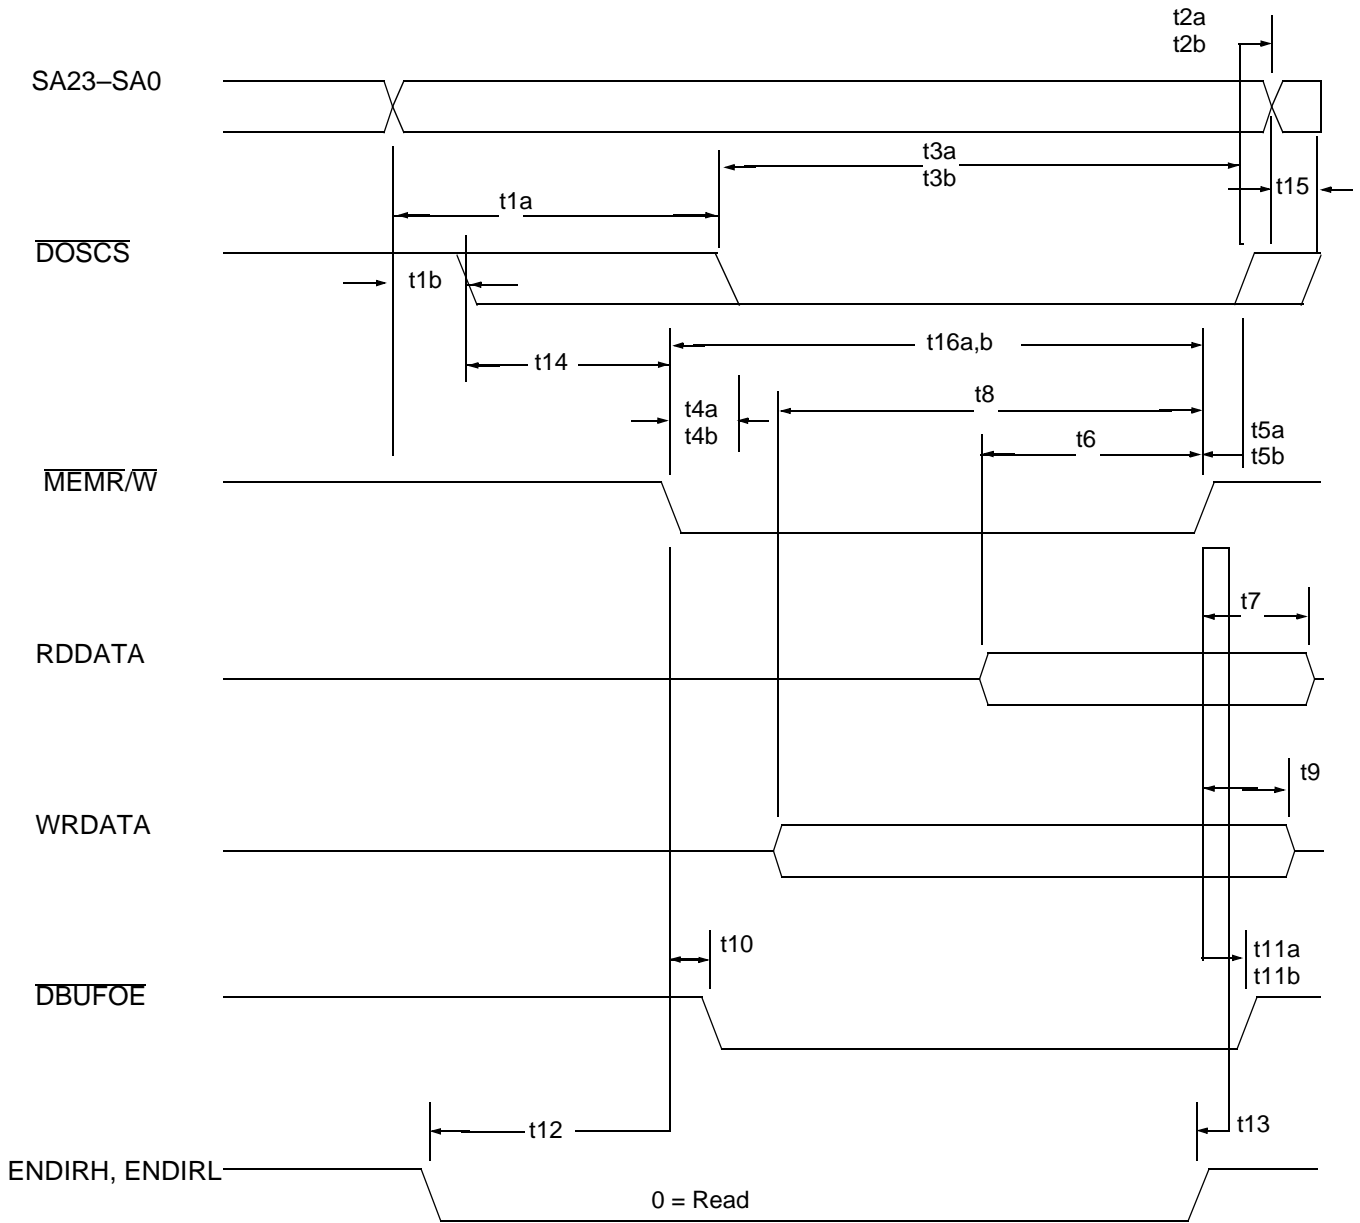 t2a
t2b
SA23–SA0
t3a
t3b
t15
t1a
DOSCS
t1b
t16a,b
t14
t8
t4a
t4b
t6
t5a
t5b
MEMR/W
t7
RDDATA
t9
WRDATA
t10
t11a
t11b
DBUFOE
t12
t13
ENDIRH, ENDIRL
0 = Read